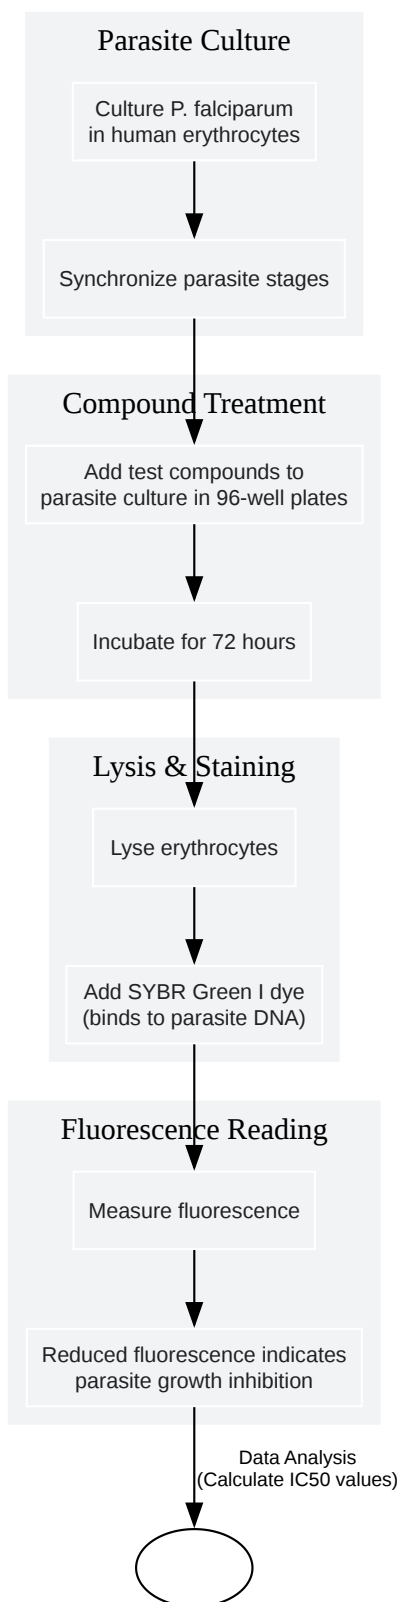 Parasite Culture
Culture P. falciparum
in human erythrocytes
Synchronize parasite stages
Compound Treatment
Add test compounds to
parasite culture in 96-well plates
Incubate for 72 hours
Lysis & Staining
Lyse erythrocytes
Add SYBR Green I dye
(binds to parasite DNA)
Fluorescence Reading
Measure fluorescence
Reduced fluorescence indicates
parasite growth inhibition
Data Analysis
(Calculate IC50 values)